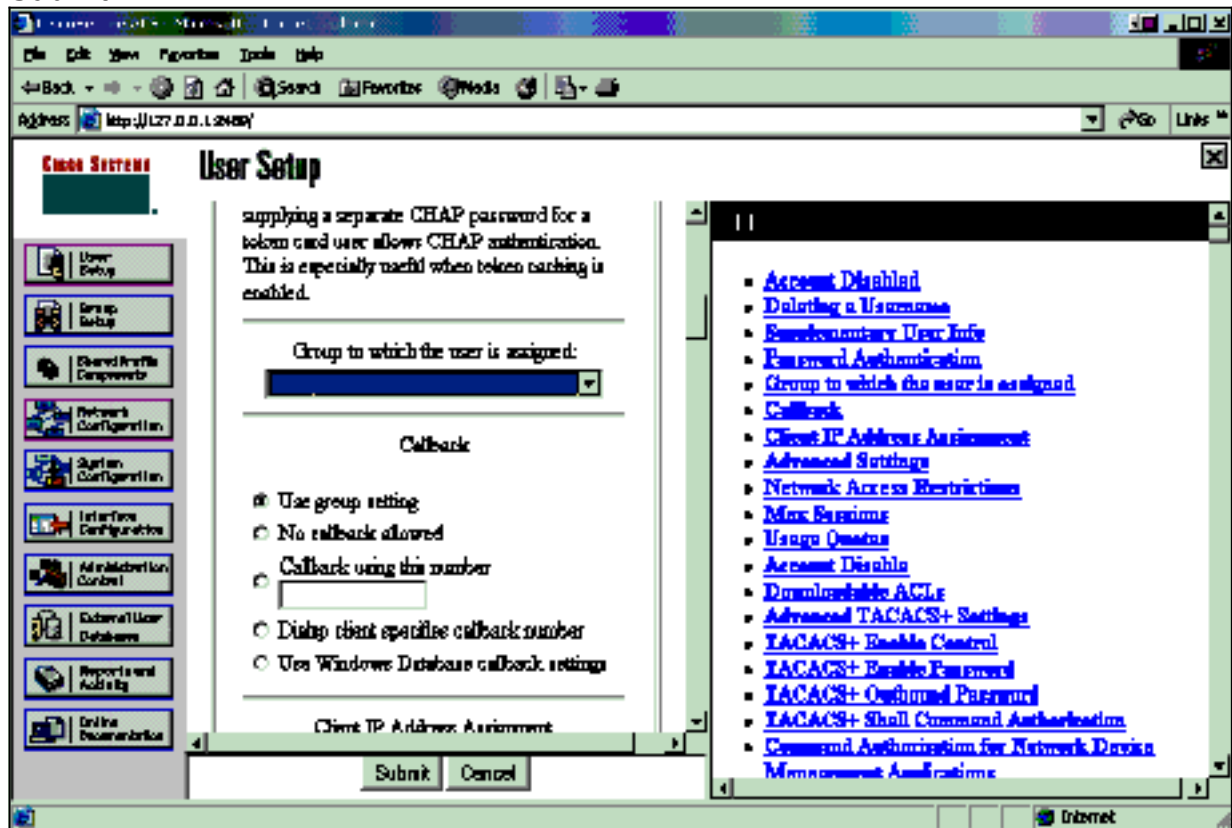 File Edit View Favorites Tools Help
Back Search Favorites Media
Address Go Links
CISCO SYSTEMS
User Setup
User Setup
Group Setup
Shared Profile Components
Network Configuration
System Configuration
Interface Configuration
Administration Control
External User Databases
Reports and Activity
Online Documentation
supplying a separate CHAP password for a
token card user allows CHAP authentication.
This is especially useful when token caching is
enabled.
Group to which the user is assigned:
Callback
Use group setting
No callback allowed
Callback using this number
Dialup client specifies callback number
Use Windows Database callback settings
Client IP Address Assignment
Submit Cancel
Account Disabled
Deleting a Username
Supplementary User Info
Password Authentication
Group to which the user is assigned
Callback
Client IP Address Assignment
Advanced Settings
Network Access Restrictions
Max Sessions
Usage Quotas
Account Disable
Downloadable ACLs
Advanced TACACS+ Settings
TACACS+ Enable Control
TACACS+ Enable Password
TACACS+ Outbound Password
TACACS+ Shell Command Authorization
Command Authorization for Network Device
Management Applications
Internet